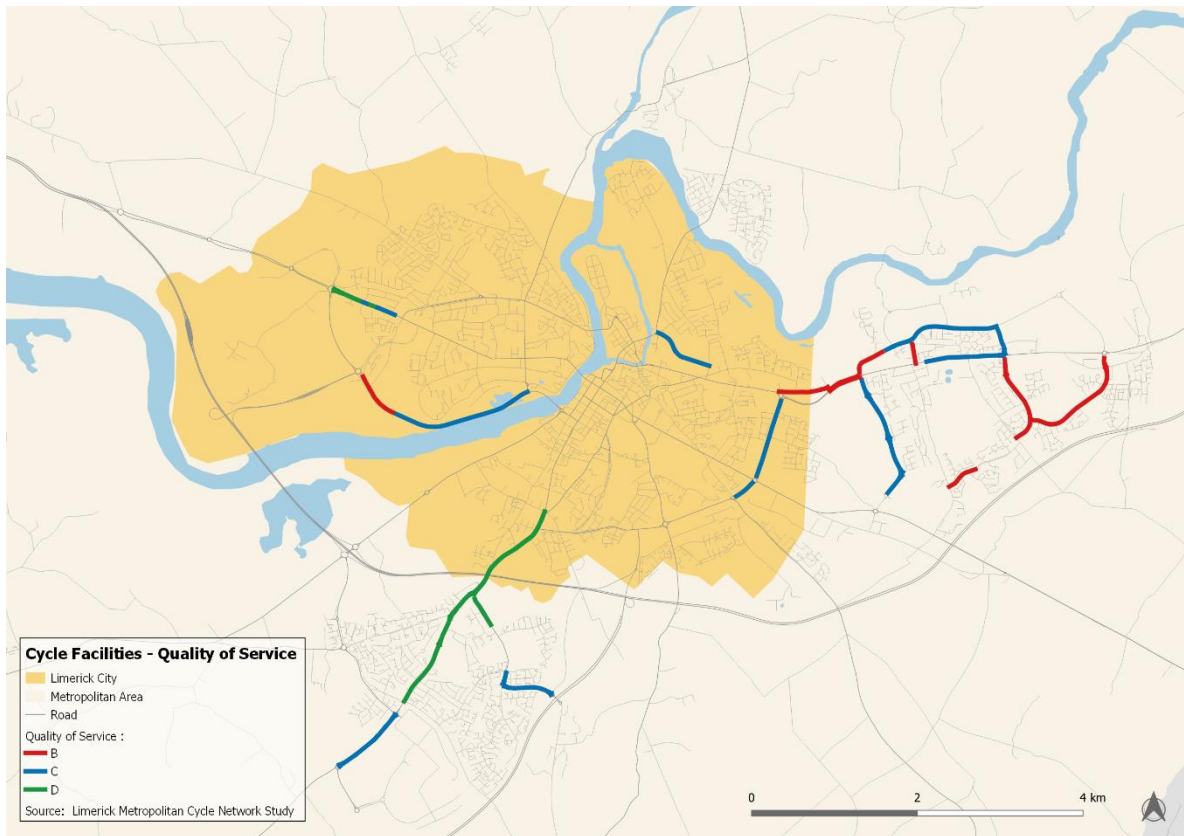 Cycle Facilities - Quality of Service
Limerick City
Metropolitan Area
Road
Quality of Service :
B
C
D
Source: Limerick Metropolitan Cycle Network Study
0 2 4 km